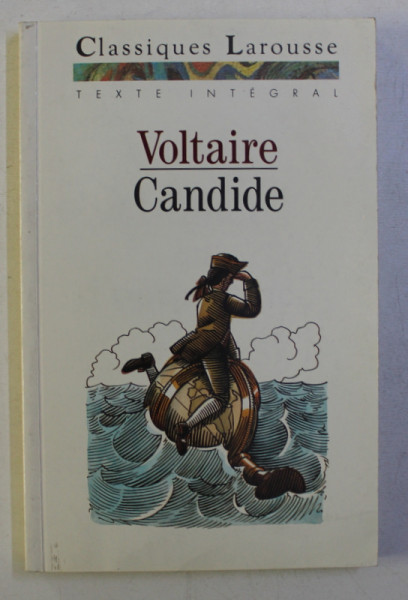 Classiques Larousse
TEXTE INTÉGRAL
Voltaire
Candide